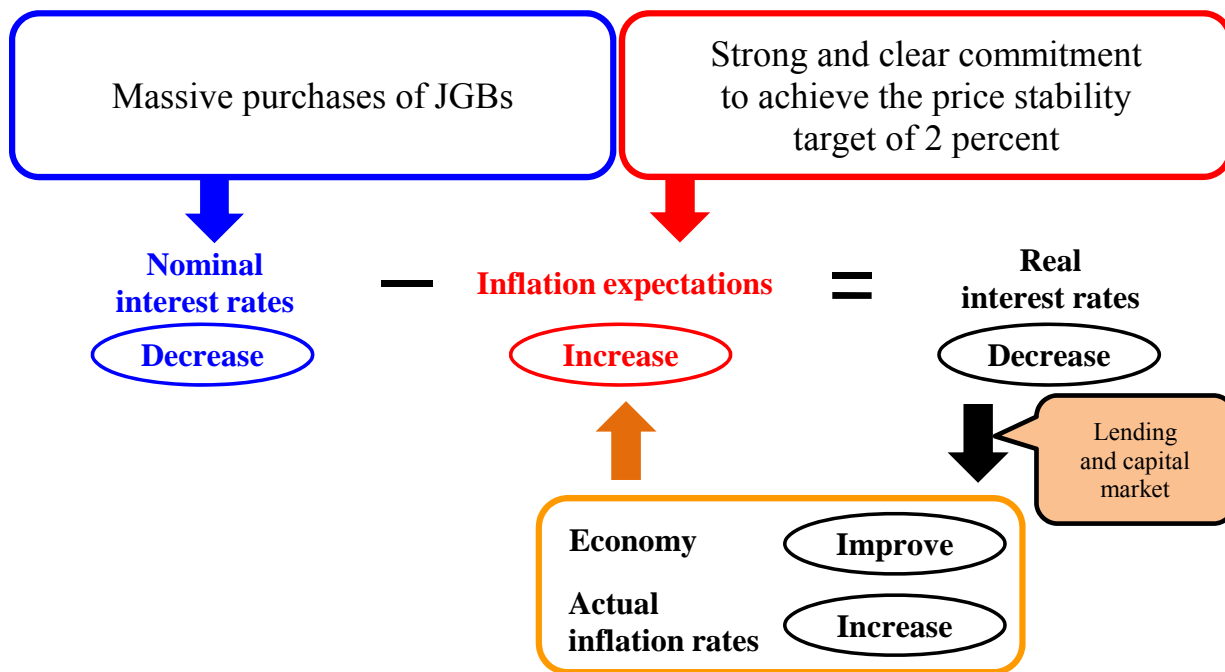 Massive purchases of JGBs
Strong and clear commitment
to achieve the price stability
target of 2 percent
Nominal
interest rates
−
Inflation expectations
=
Real
interest rates
Decrease
Increase
Decrease
Lending
and capital
market
Economy
Improve
Actual
inflation rates
Increase